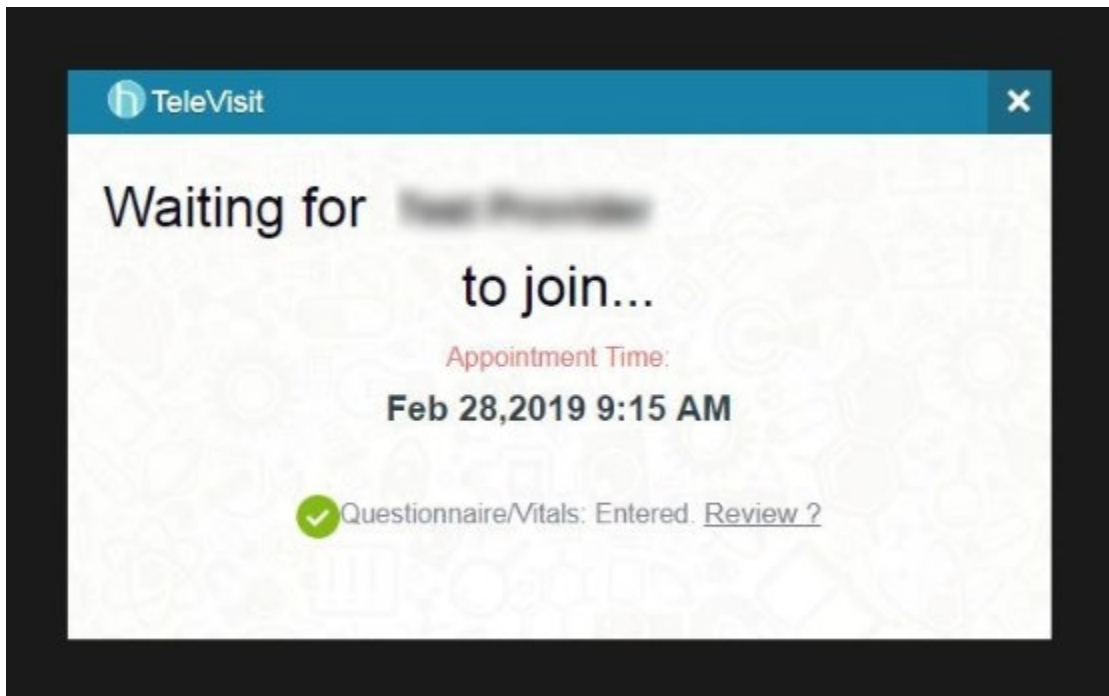 TeleVisit
Waiting for
to join...
Appointment Time:
Feb 28,2019 9:15 AM
Questionnaire/Vitals: Entered. Review ?